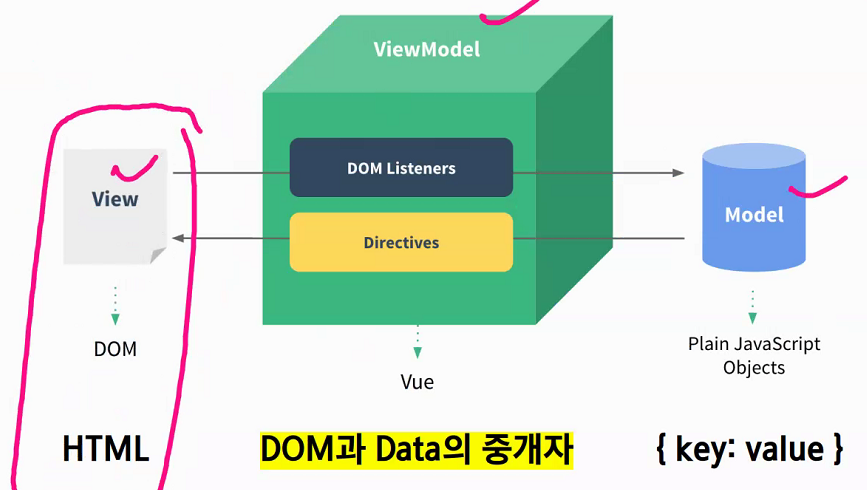 ViewModel
DOM Listeners
View
Model
Directives
DOM
Plain JavaScript
Objects
Vue
HTML
DOM과 Data의 중개자
{ key: value }